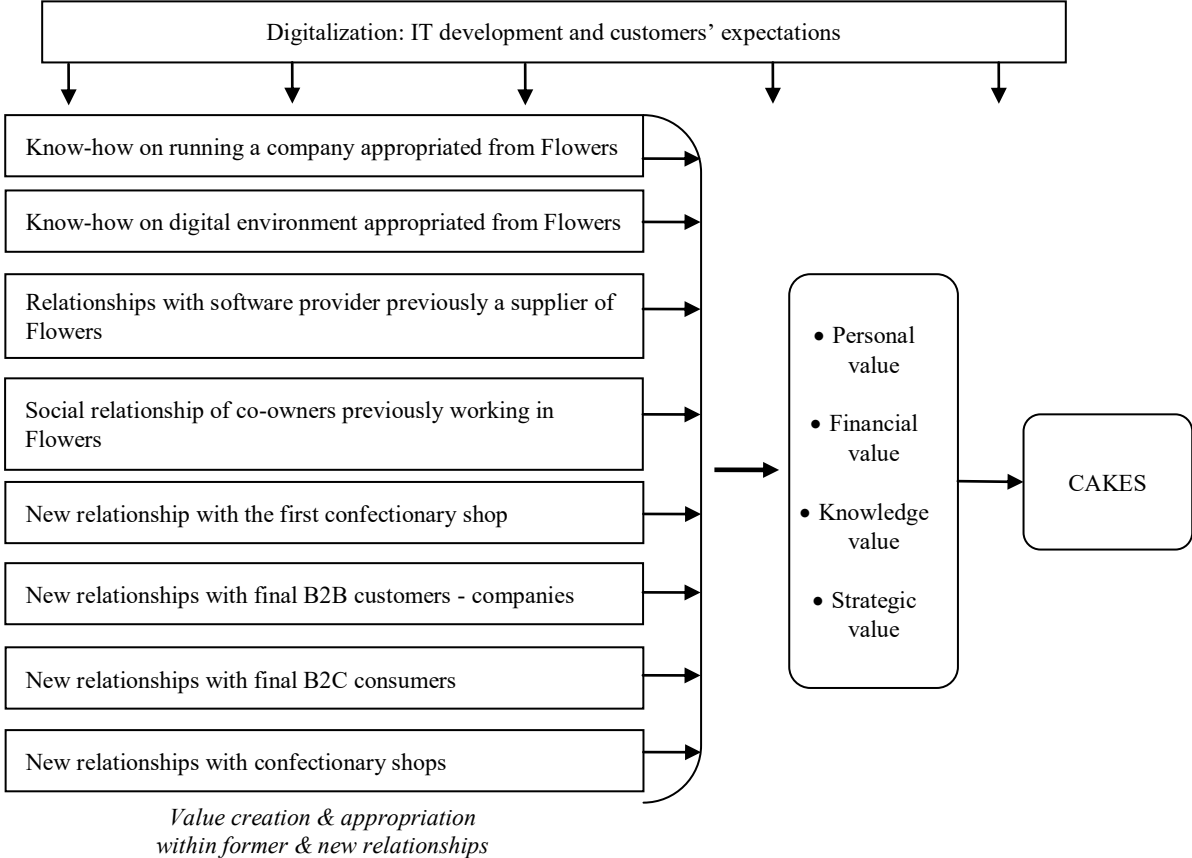 Digitalization: IT development and customers’ expectations
Know-how on running a company appropriated from Flowers
Know-how on digital environment appropriated from Flowers
Relationships with software provider previously a supplier of
Flowers
Social relationship of co-owners previously working in
Flowers
New relationship with the first confectionary shop
New relationships with final B2B customers - companies
New relationships with final B2C consumers
New relationships with confectionary shops
Value creation & appropriation
within former & new relationships
• Personal
value
• Financial
value
• Knowledge
value
• Strategic
value
CAKES